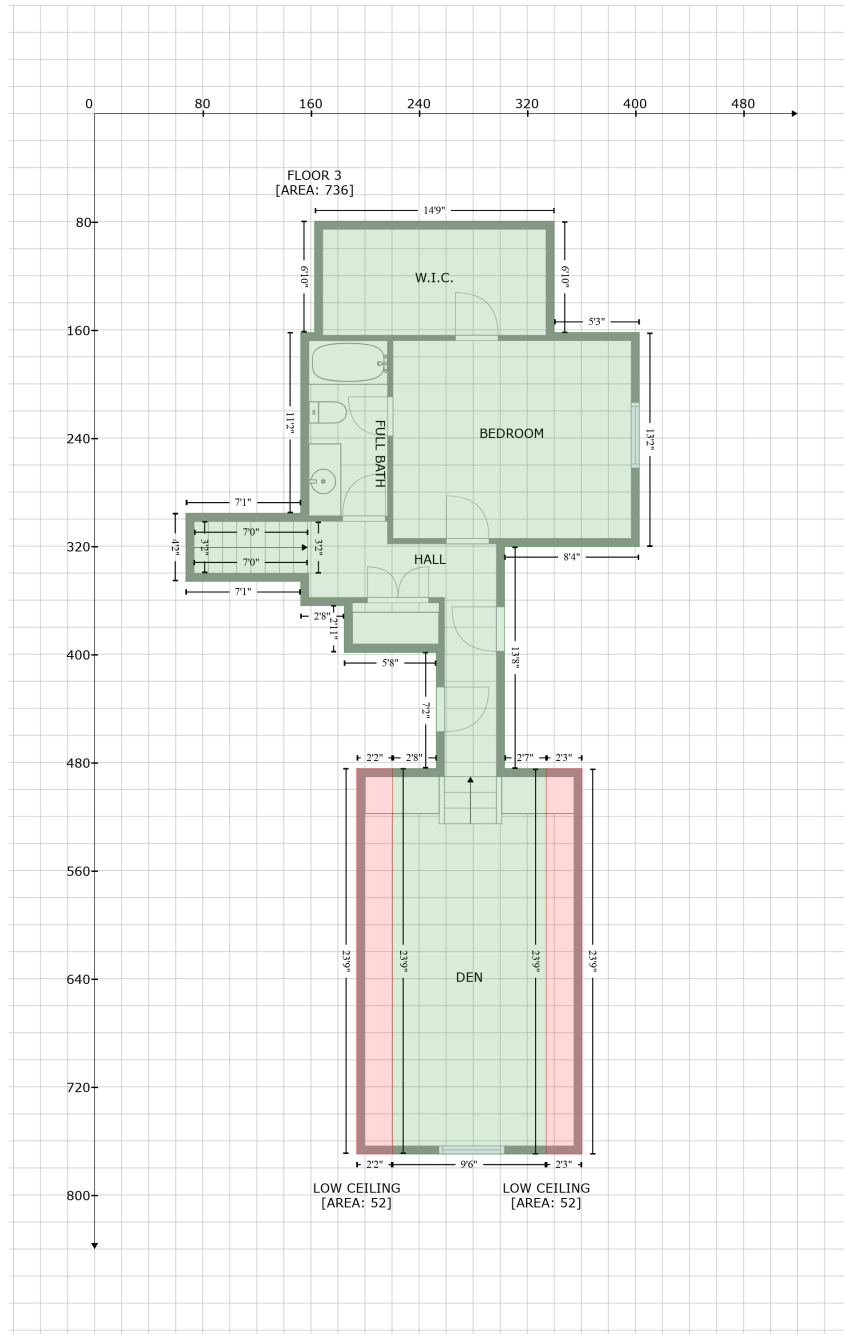 0 80 160 240 320 400 480
FLOOR 3
[AREA: 736]
14'9"
80
6'10" 6'10"
W.I.C.
5'3"
160
11'2"
240
FULL BATH
BEDROOM
13'2"
7'1"
7'0"
4'2" 3'2" 3'2"
320
7'0"
HALL
8'4"
7'1"
2'8"
2'11"
400
5'8"
13'8"
7'2"
480
2'2" 2'8" 2'7" 2'3"
560
23'9" 23'9" 23'9" 23'9"
640
DEN
720
2'2" 9'6" 2'3"
800
LOW CEILING
[AREA: 52]
LOW CEILING
[AREA: 52]